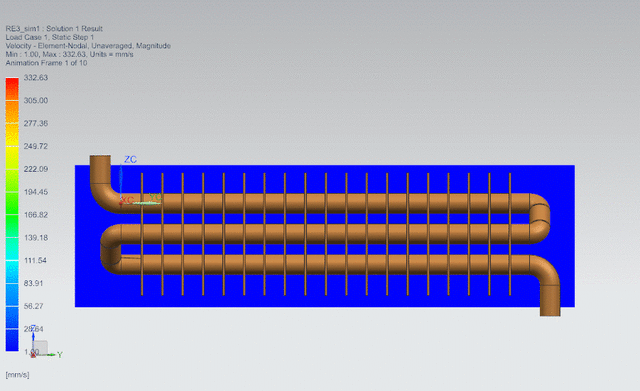 RE3_sim1 : Solution 1 Result
Load Case 1, Static Step 1
Velocity - Element-Nodal, Unaveraged, Magnitude
Min : 1.00, Max : 332.63, Units = mm/s
Animation Frame 1 of 10
332.63
305.00
277.36
249.72
222.09
194.45
166.82
139.18
111.54
83.91
56.27
28.64
1.00
[mm/s]
ZC
Y